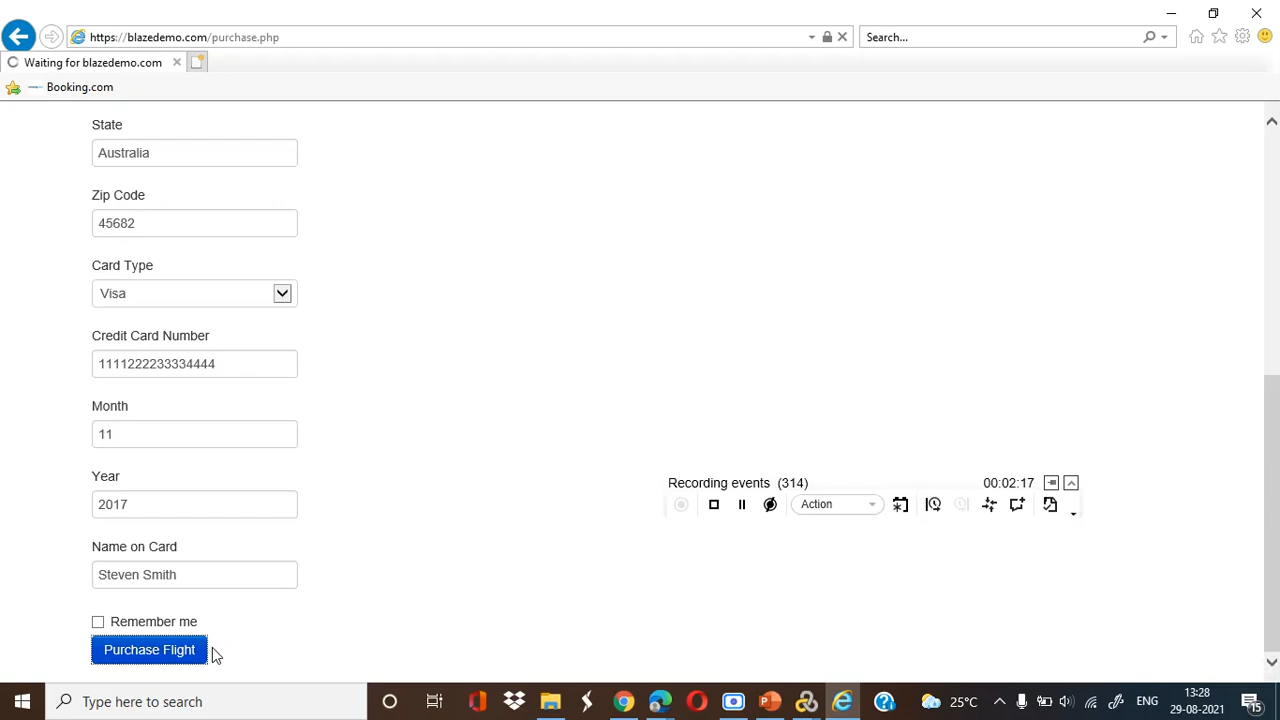 https://blazedemo.com/purchase.php
Search...
Waiting for blazedemo.com
Booking.com
State
Australia
Zip Code
45682
Card Type
Visa
Credit Card Number
1111222233334444
Month
11
Year
2017
Recording events (314)
00:02:17
Action
Name on Card
Steven Smith
Remember me
Purchase Flight
Type here to search
25°C
ENG
13:28
29-08-2021
15